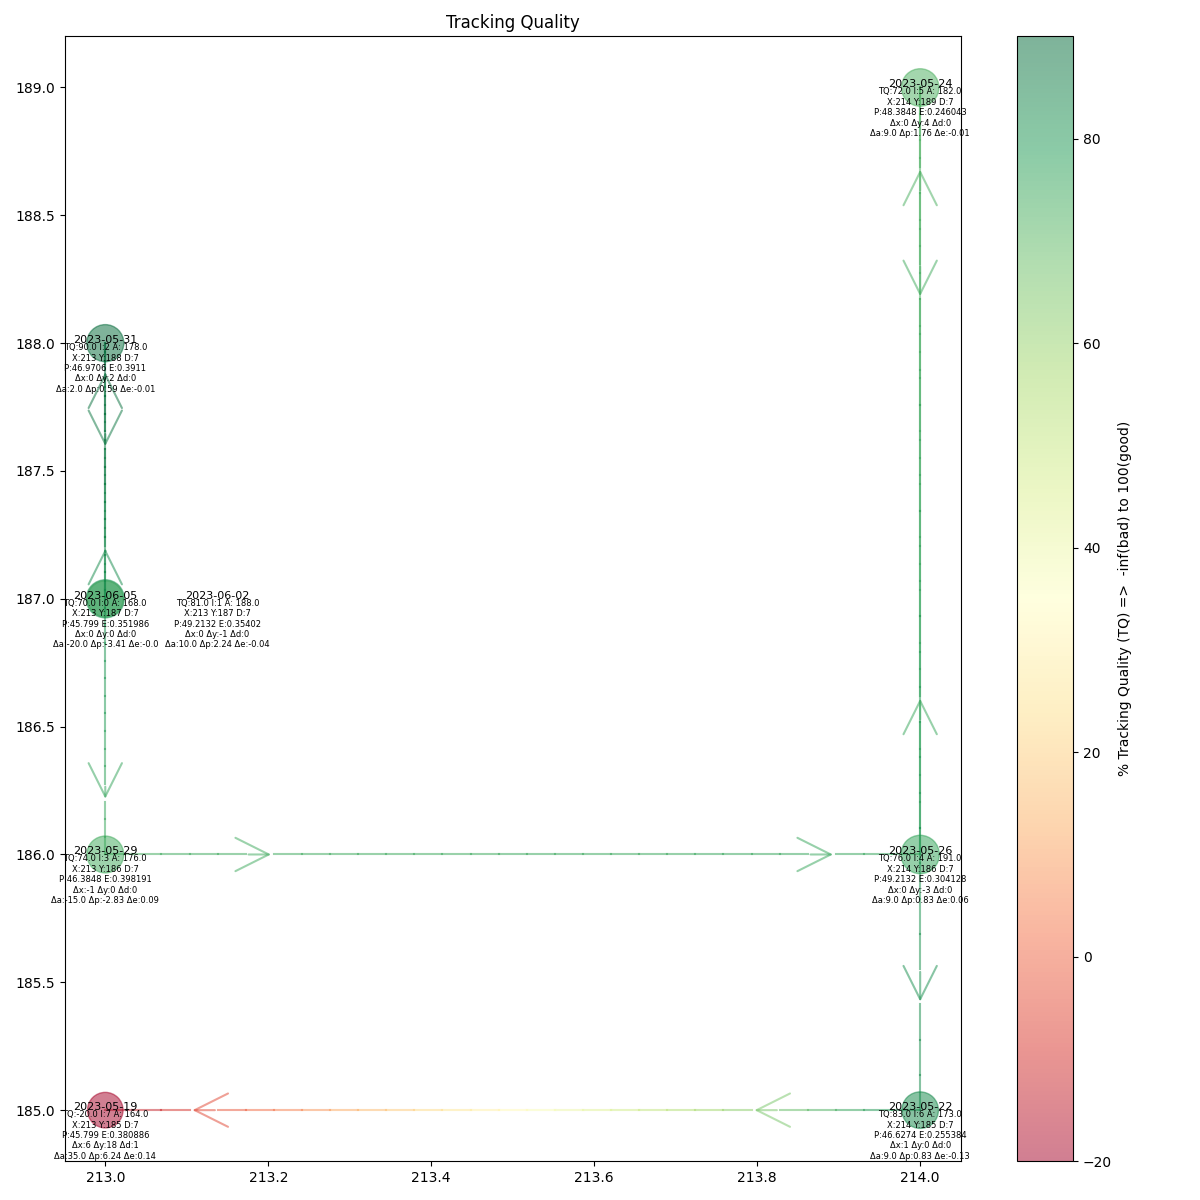 Tracking Quality
189.0
188.5
188.0
187.5
187.0
186.5
186.0
185.5
185.0
2023-05-24
TQ:72.0 I:5 A: 182.0
X:214 Y:189 D:7
P:48.3848 E:0.246043
Δx:0 Δy:4 Δd:0
Δa:9.0 Δp:1.76 Δe:-0.01
2023-05-31
TQ:90.0 I:2 A: 178.0
X:213 Y:188 D:7
P:46.9706 E:0.3911
Δx:0 Δy:2 Δd:0
Δa:2.0 Δp:0.59 Δe:-0.01
2023-06-05
TQ:70.0 I:0 A: 168.0
X:213 Y:187 D:7
P:45.799 E:0.351986
Δx:0 Δy:0 Δd:0
Δa:-20.0 Δp:-3.41 Δe:-0.0
2023-06-02
TQ:81.0 I:1 A: 188.0
X:213 Y:187 D:7
P:49.2132 E:0.35402
Δx:0 Δy:-1 Δd:0
Δa:10.0 Δp:2.24 Δe:-0.04
2023-05-29
TQ:74.0 I:3 A: 176.0
X:213 Y:186 D:7
P:46.3848 E:0.398191
Δx:-1 Δy:0 Δd:0
Δa:-15.0 Δp:-2.83 Δe:0.09
2023-05-26
TQ:76.0 I:4 A: 191.0
X:214 Y:186 D:7
P:49.2132 E:0.304128
Δx:0 Δy:-3 Δd:0
Δa:9.0 Δp:0.83 Δe:0.06
2023-05-19
TQ:-20.0 I:7 A: 164.0
X:213 Y:185 D:7
P:45.799 E:0.380886
Δx:6 Δy:18 Δd:1
Δa:35.0 Δp:6.24 Δe:0.14
2023-05-22
TQ:83.0 I:6 A: 173.0
X:214 Y:185 D:7
P:46.6274 E:0.255384
Δx:1 Δy:0 Δd:0
Δa:9.0 Δp:0.83 Δe:-0.13
213.0 213.2 213.4 213.6 213.8 214.0
80
60
40
20
0
−20
% Tracking Quality (TQ) => -inf(bad) to 100(good)